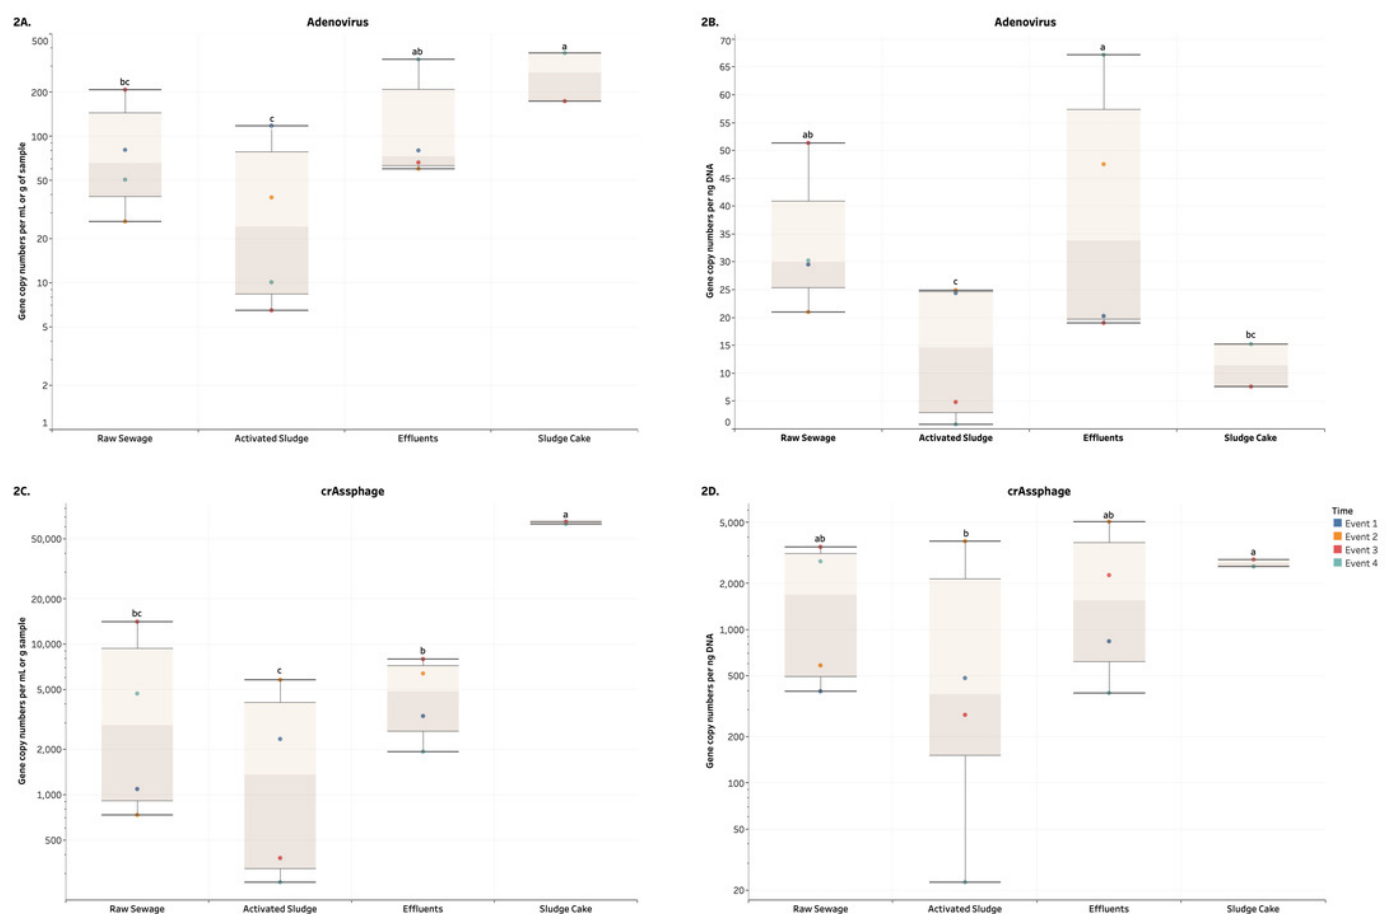 2A.
Adenovirus
Gene copy numbers per mL or g of sample
500
200
100
50
20
10
5
2
1
bc
c
ab
a
Raw Sewage
Activated Sludge
Effluents
Sludge Cake
2B.
Adenovirus
Gene copy numbers per ng DNA
70
65
60
55
50
45
40
35
30
25
20
15
10
5
0
ab
c
a
bc
Raw Sewage
Activated Sludge
Effluents
Sludge Cake
2C.
crAssphage
Gene copy numbers per mL or g sample
50,000
20,000
10,000
5,000
2,000
1,000
500
bc
c
b
a
Raw Sewage
Activated Sludge
Effluents
Sludge Cake
2D.
crAssphage
Gene copy numbers per ng DNA
5,000
2,000
1,000
500
200
100
50
20
ab
b
ab
a
Raw Sewage
Activated Sludge
Effluents
Sludge Cake
Time
Event 1
Event 2
Event 3
Event 4